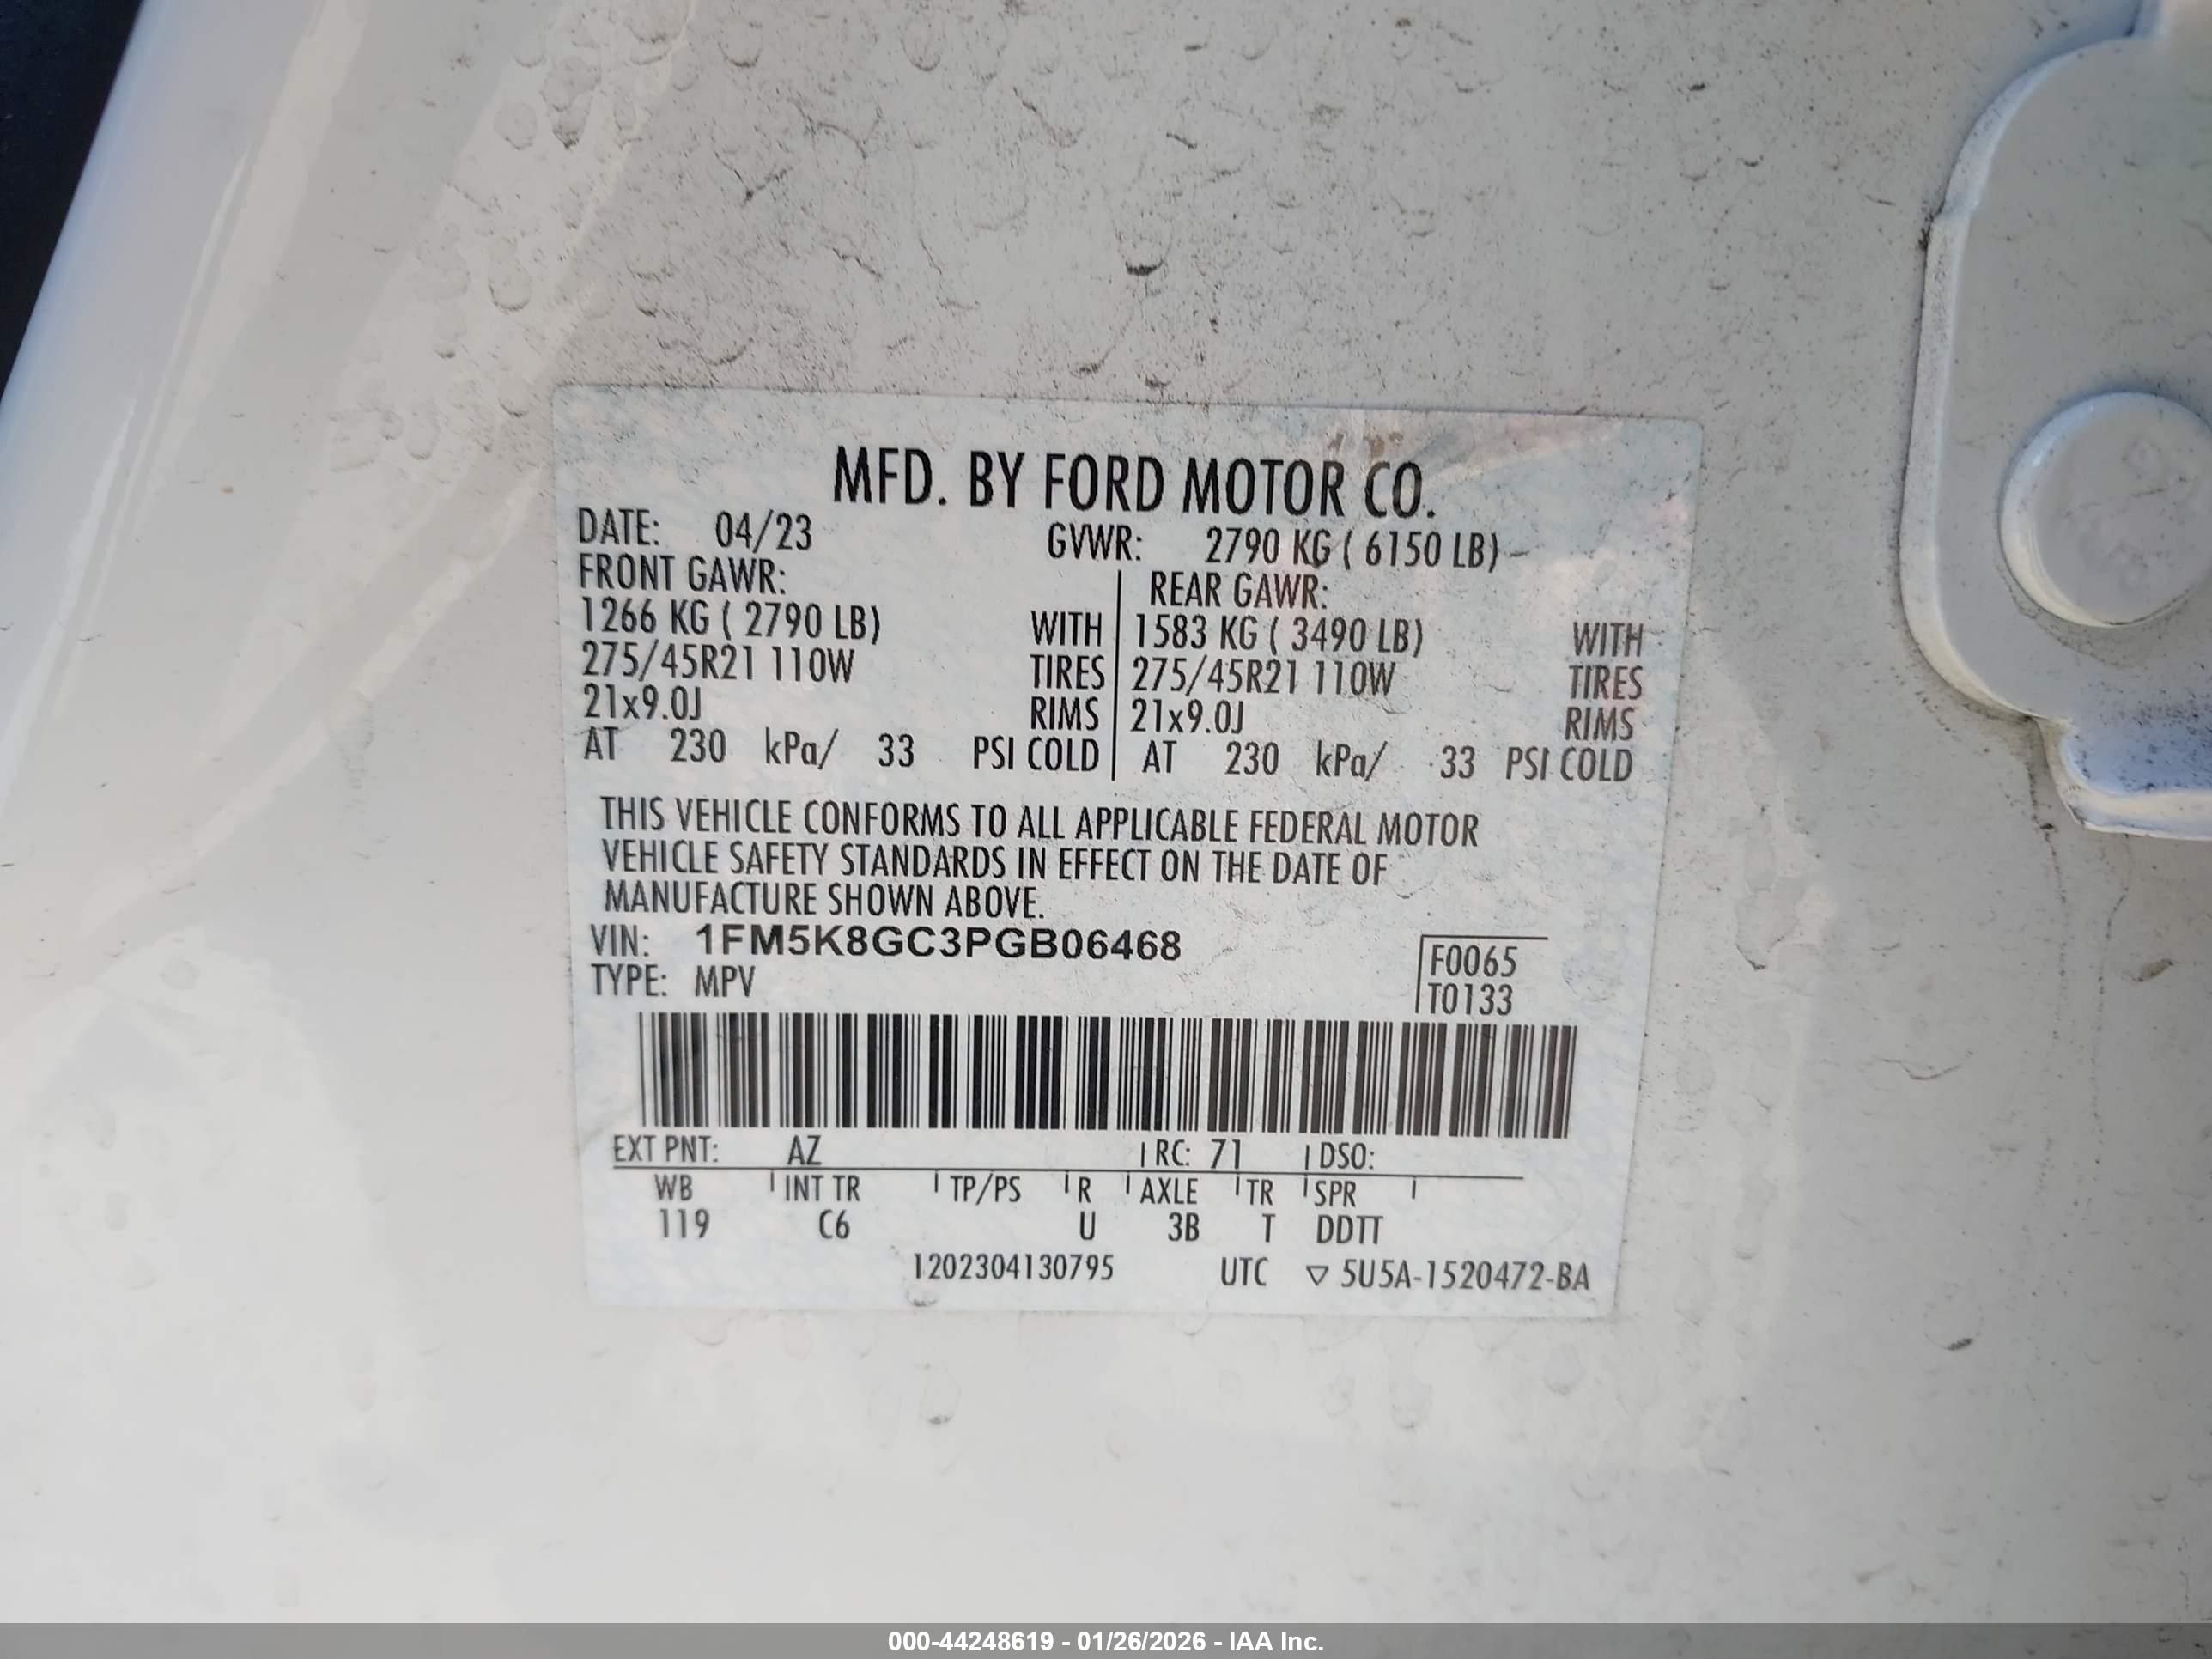 MFD. BY FORD MOTOR CO.
DATE: 04/23 GVWR: 2790 KG ( 6150 LB)
FRONT GAWR: REAR GAWR:
1266 KG ( 2790 LB) WITH 1583 KG ( 3490 LB) WITH
275/45R21 110W TIRES 275/45R21 110W TIRES
21x9.0J RIMS 21x9.0J RIMS
AT 230 kPa/ 33 PSI COLD AT 230 kPa/ 33 PSI COLD
THIS VEHICLE CONFORMS TO ALL APPLICABLE FEDERAL MOTOR
VEHICLE SAFETY STANDARDS IN EFFECT ON THE DATE OF
MANUFACTURE SHOWN ABOVE.
VIN: 1FM5K8GC3PGB06468
F0065
TYPE: MPV
T0133
EXT PNT: AZ RC: 71 DSO:
WB INT TR TP/PS R AXLE TR SPR
119 C6 U 3B T DDTT
1202304130795 UTC ▽ 5U5A-1520472-BA
000-44248619 - 01/26/2026 - IAA Inc.